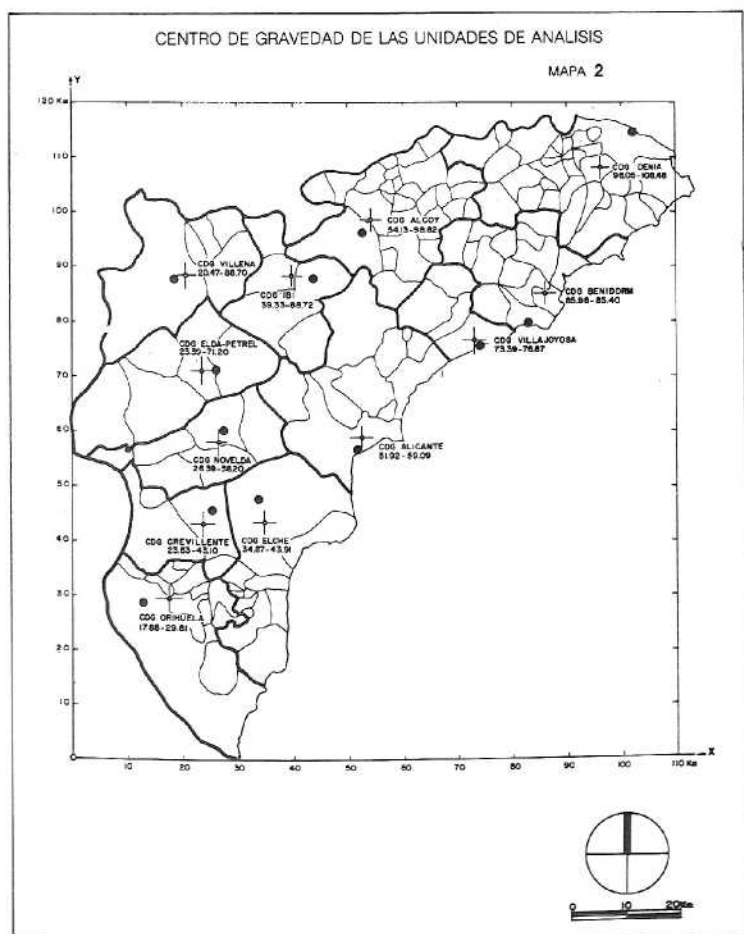 CENTRO DE GRAVEDAD DE LAS UNIDADES DE ANALISIS
MAPA 2
Y
120 Km
110
100
90
80
70
60
50
40
30
20
10
0
10
20
30
40
50
60
70
80
90
100
110 Km
X
CDG DENIA
96.05-108.48
CDG ALCOY
54.13-98.82
CDG VILLENA
20.47-88.70
CDG IBI
39.33-88.72
CDG BENIDORM
85.98-85.40
CDG VILLAJOYOSA
73.39-76.87
CDG ELDA-PETREL
23.39-71.20
CDG NOVELDA
26.39-58.20
CDG ALICANTE
51.92-59.09
CDG CREVILLENTE
23.63-43.10
CDG ELCHE
34.87-43.91
CDG ORIHUELA
17.88-29.81
0 10 20Km